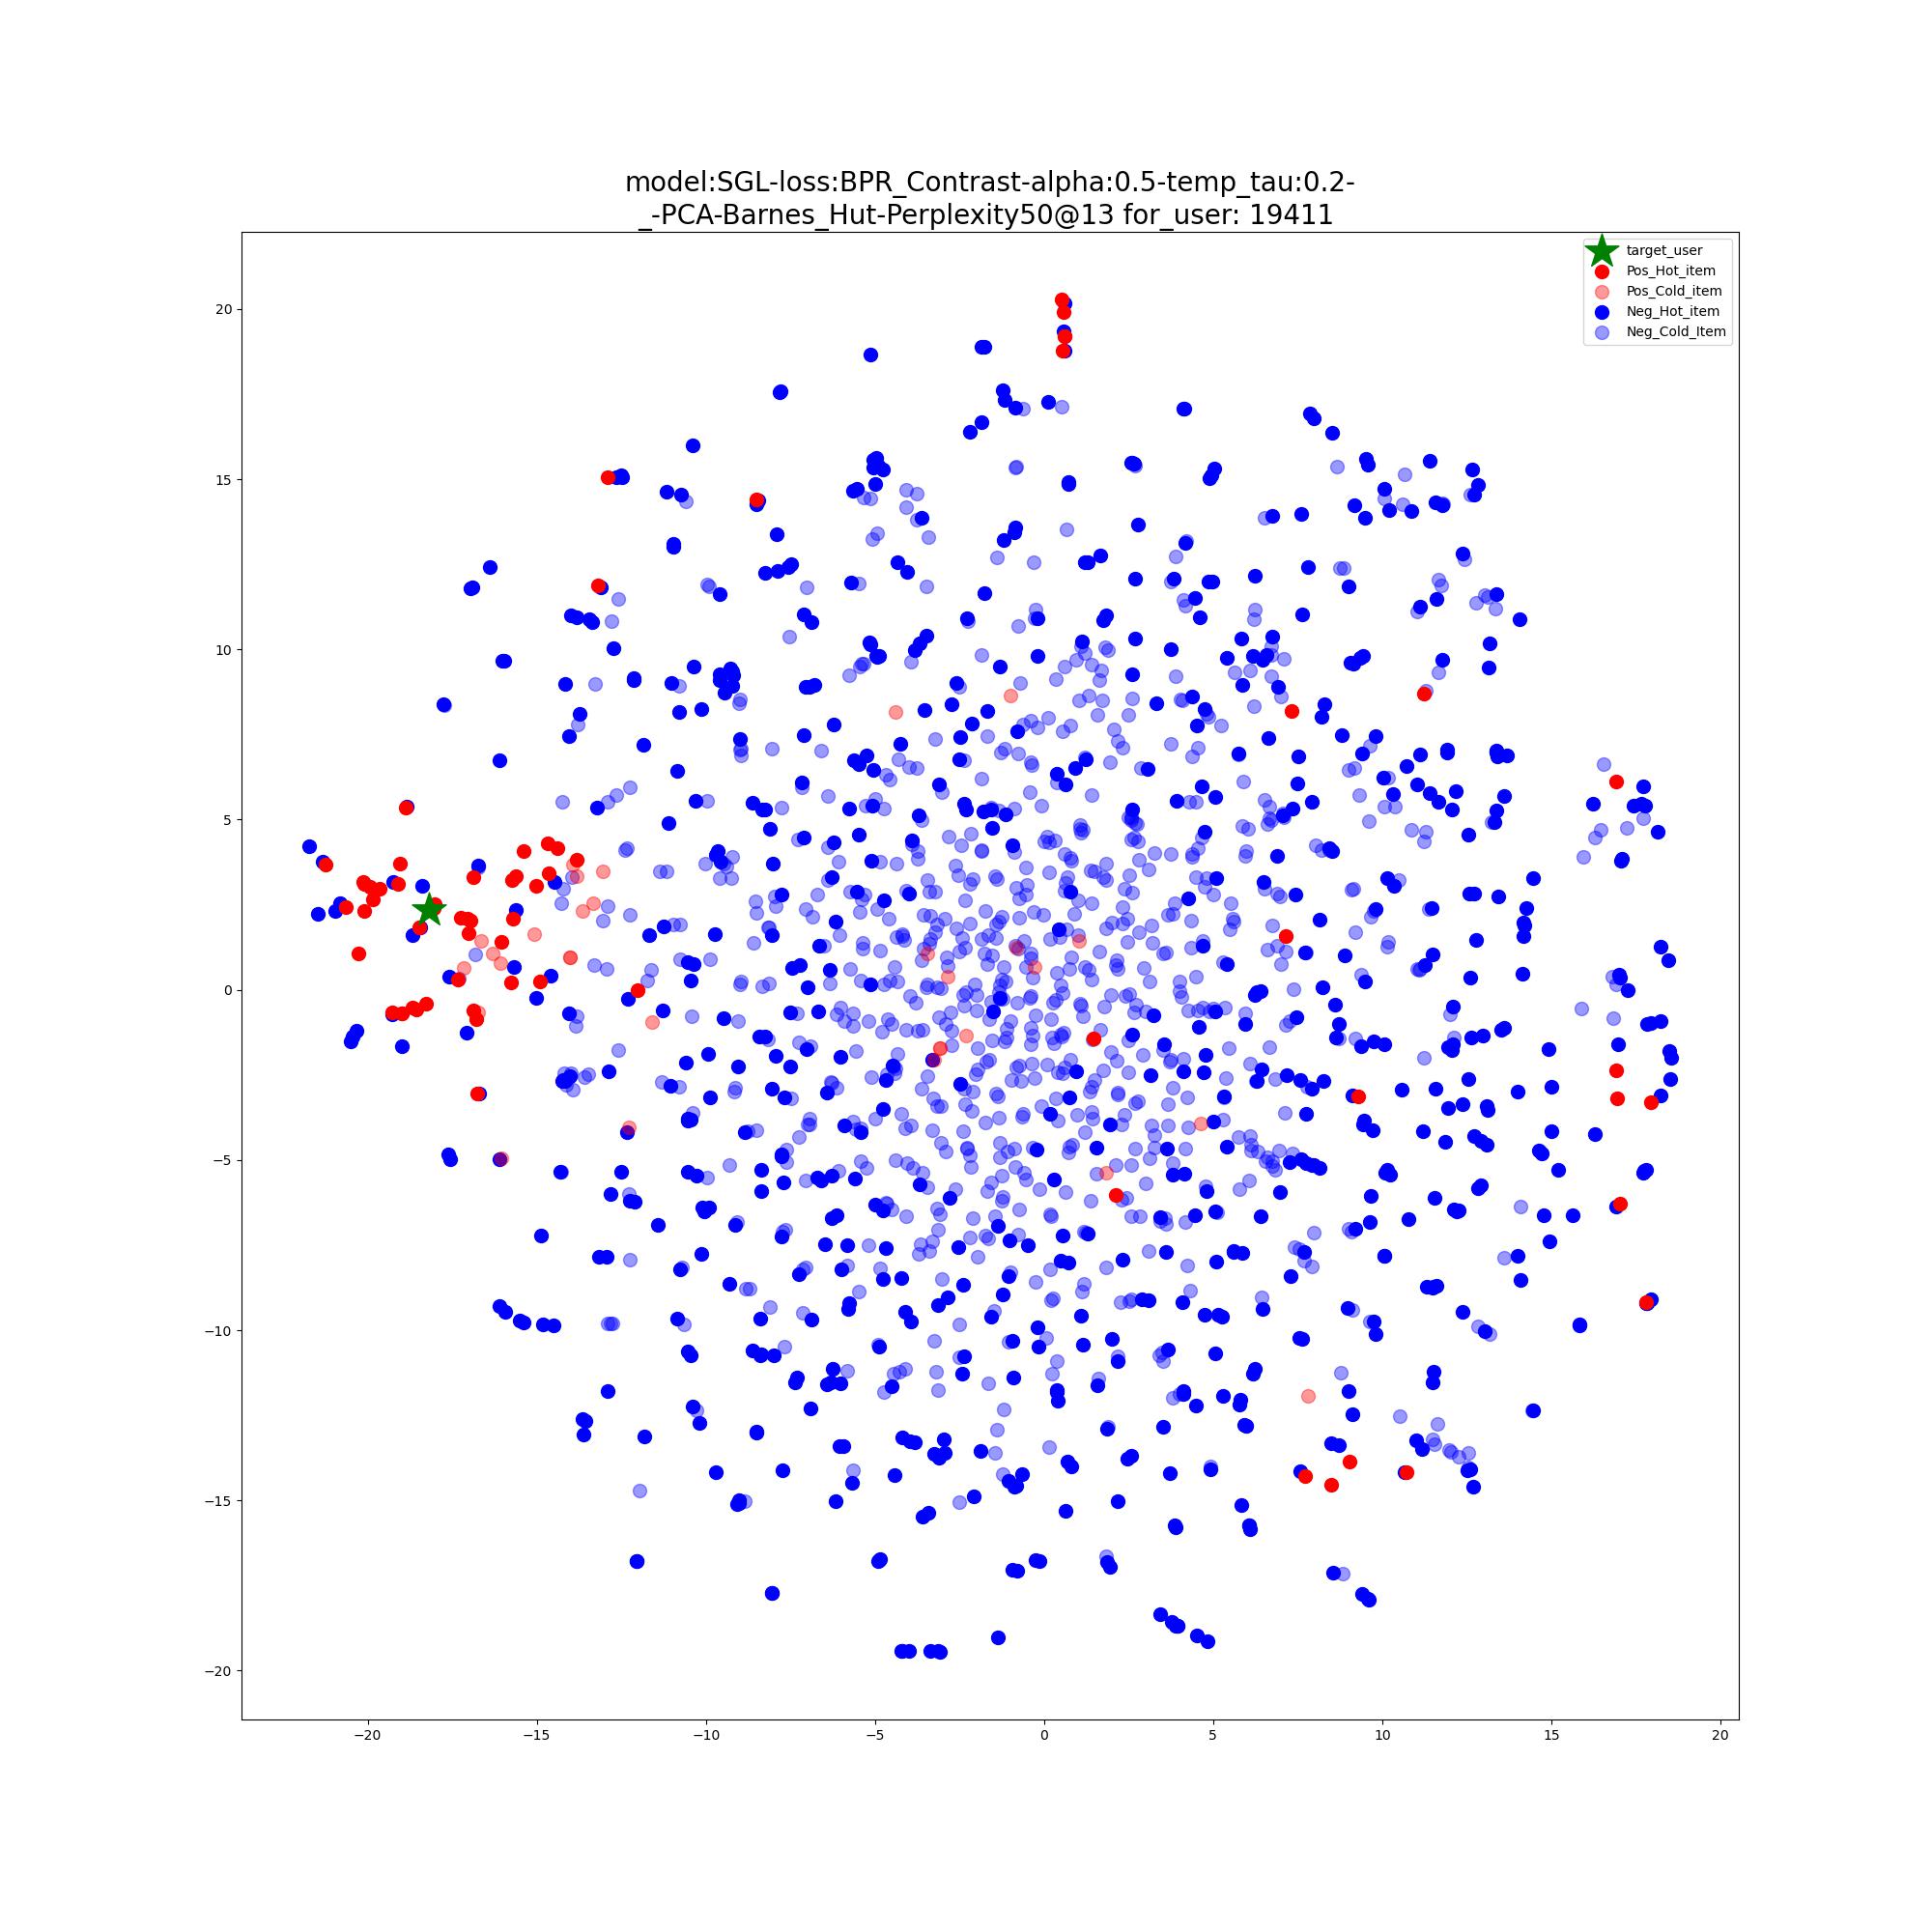 model:SGL-loss:BPR_Contrast-alpha:0.5-temp_tau:0.2-
_-PCA-Barnes_Hut-Perplexity50@13 for_user: 19411
target_user
Pos_Hot_item
Pos_Cold_item
Neg_Hot_item
Neg_Cold_Item
20
15
10
5
0
−5
−10
−15
−20
−20 −15 −10 −5 0 5 10 15 20